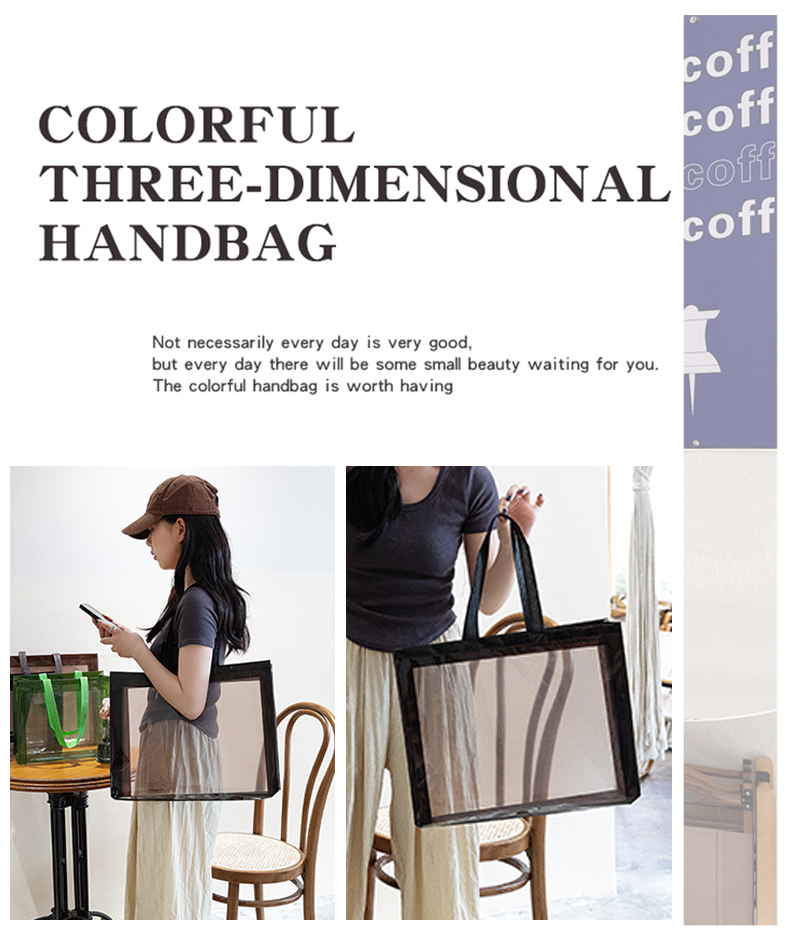 COLORFUL
THREE-DIMENSIONAL
HANDBAG
Not necessarily every day is very good,
but every day there will be some small beauty waiting for you.
The colorful handbag is worth having
coff
coff
coff
coff